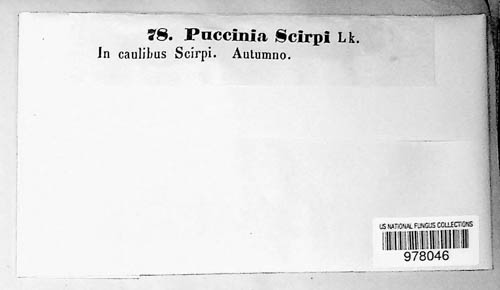 78. Puccinia Scirpi Lk.
In caulibus Scirpi. Autumno.
US NATIONAL FUNGUS COLLECTIONS
978046